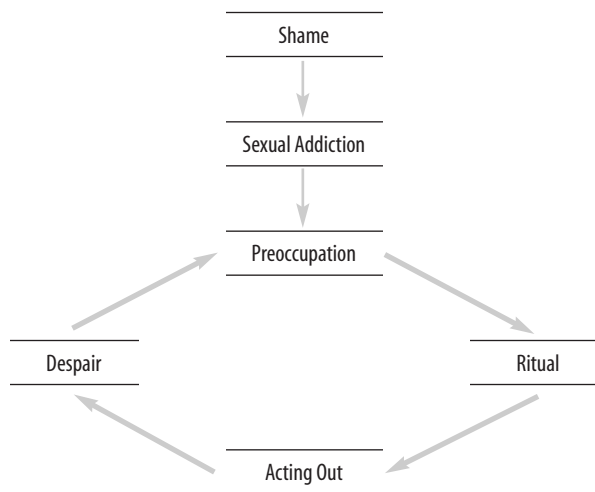 Shame
Sexual Addiction
Preoccupation
Despair
Ritual
Acting Out